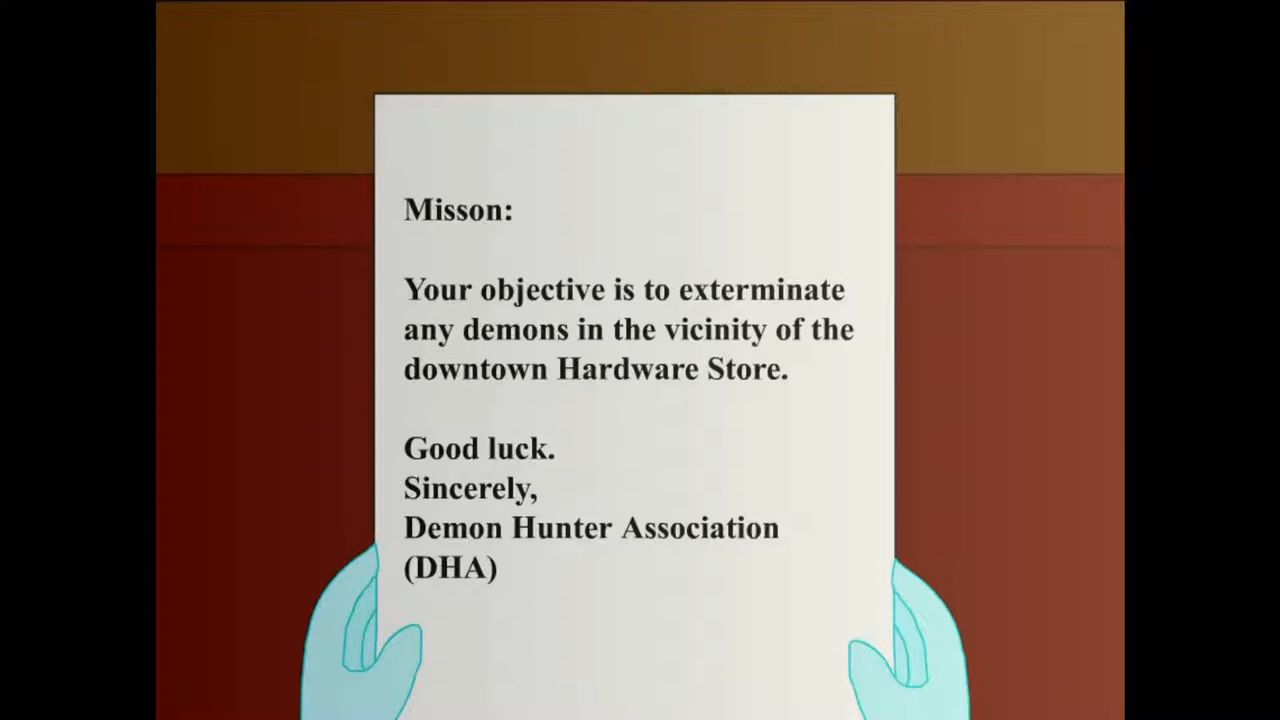 Misson:
Your objective is to exterminate
any demons in the vicinity of the
downtown Hardware Store.
Good luck.
Sincerely,
Demon Hunter Association
(DHA)